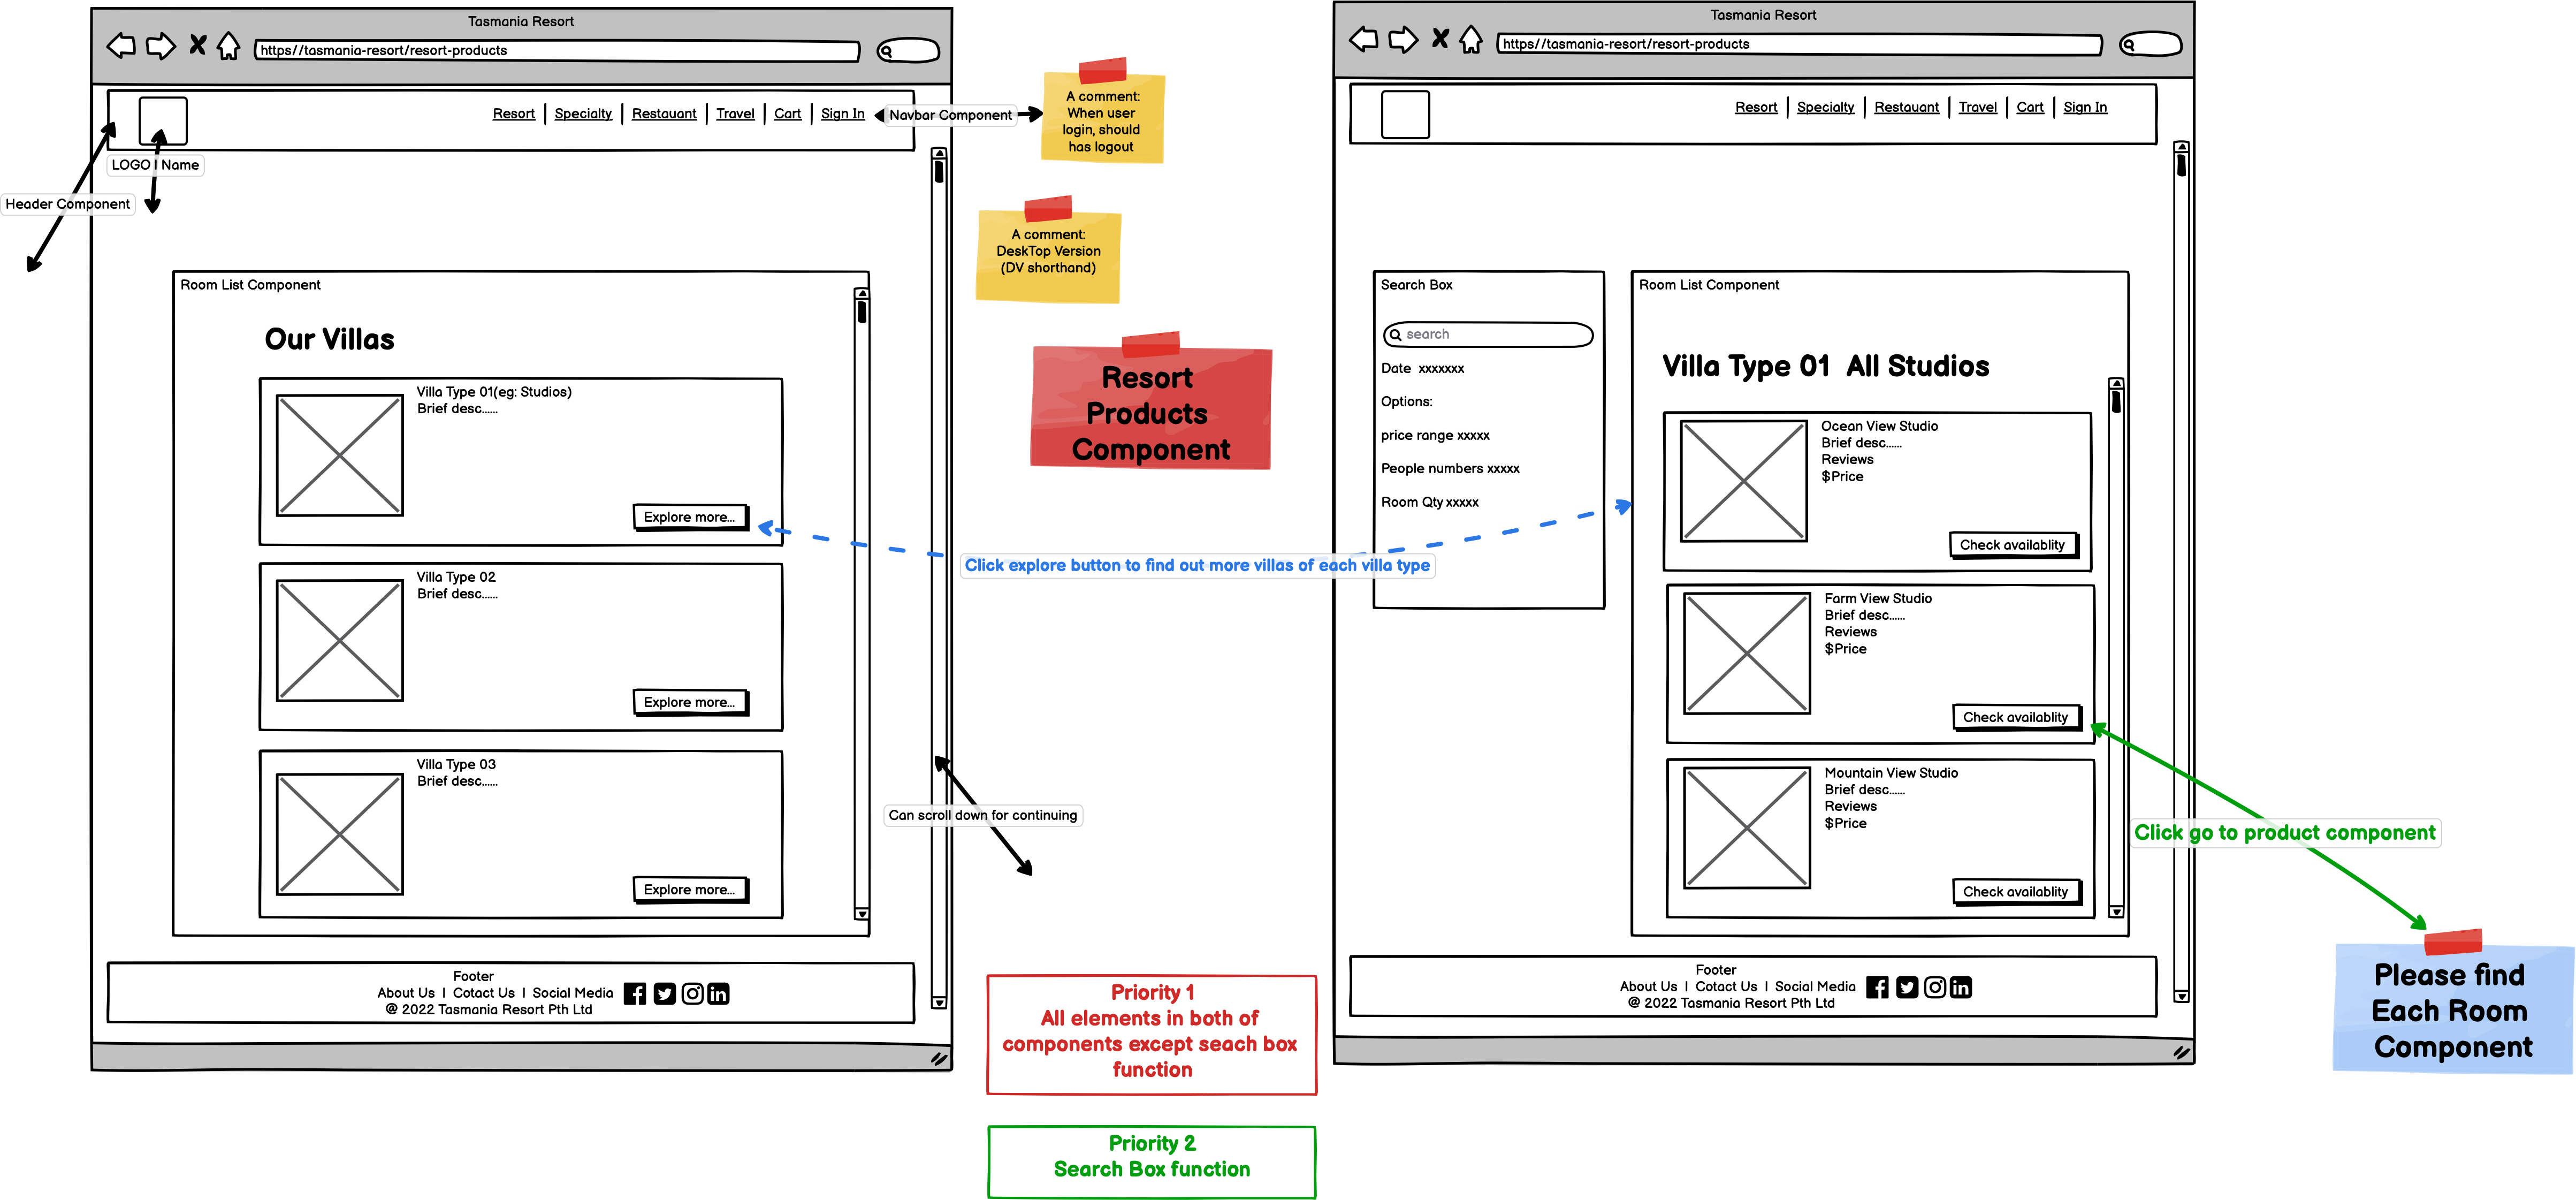 Tasmania Resort
https//tasmania-resort/resort-products
Resort | Specialty | Restauant | Travel | Cart | Sign In
Navbar Component
LOGO | Name
Header Component
Room List Component
Our Villas
Villa Type 01(eg: Studios)
Brief desc......
Explore more...
Villa Type 02
Brief desc......
Explore more...
Villa Type 03
Brief desc......
Explore more...
Can scroll down for continuing
Footer
About Us | Cotact Us | Social Media
@ 2022 Tasmania Resort Pth Ltd
A comment:
When user
login, should
has logout
A comment:
DeskTop Version
(DV shorthand)
Resort
Products
Component
Click explore button to find out more villas of each villa type
Priority 1
All elements in both of
components except seach box
function
Priority 2
Search Box function
Tasmania Resort
https//tasmania-resort/resort-products
Resort | Specialty | Restauant | Travel | Cart | Sign In
Search Box
search
Date xxxxxxx
Options:
price range xxxxx
People numbers xxxxx
Room Qty xxxxx
Room List Component
Villa Type 01 All Studios
Ocean View Studio
Brief desc......
Reviews
$Price
Check availablity
Farm View Studio
Brief desc......
Reviews
$Price
Check availablity
Mountain View Studio
Brief desc......
Reviews
$Price
Check availablity
Click go to product component
Footer
About Us | Cotact Us | Social Media
@ 2022 Tasmania Resort Pth Ltd
Please find
Each Room
Component